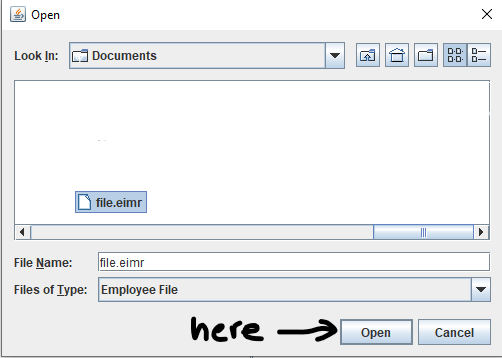 Open
Look In: Documents
file.eimr
File Name: file.eimr
Files of Type: Employee File
here → Open Cancel